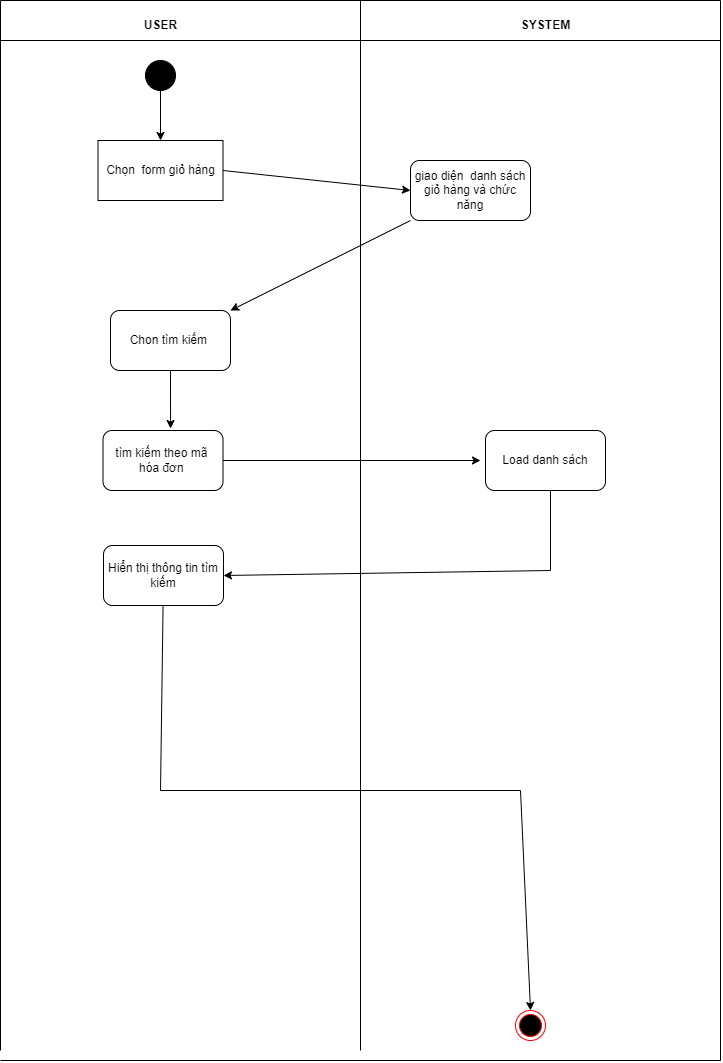 USER
SYSTEM
Chọn form giỏ hàng
giao diện danh sách
giỏ hàng và chức
năng
Chon tìm kiếm
tìm kiếm theo mã
hóa đơn
Load danh sách
Hiển thị thông tin tìm
kiếm